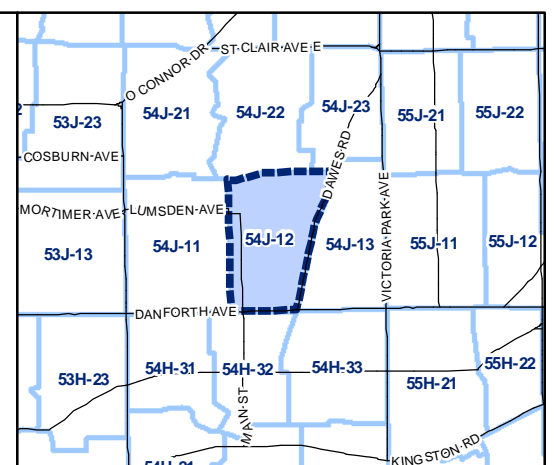 O CONNOR DR
ST CLAIR AVE E
2
53J-23
54J-21
54J-22
54J-23
55J-21
55J-22
COSBURN AVE
DAWES RD
MORTIMER AVE
LUMSDEN AVE
VICTORIA PARK AVE
53J-13
54J-11
54J-12
54J-13
55J-11
55J-12
DANFORTH AVE
53H-23
54H-31
54H-32
54H-33
55H-21
55H-22
MAIN ST
KINGSTON RD
54H-21